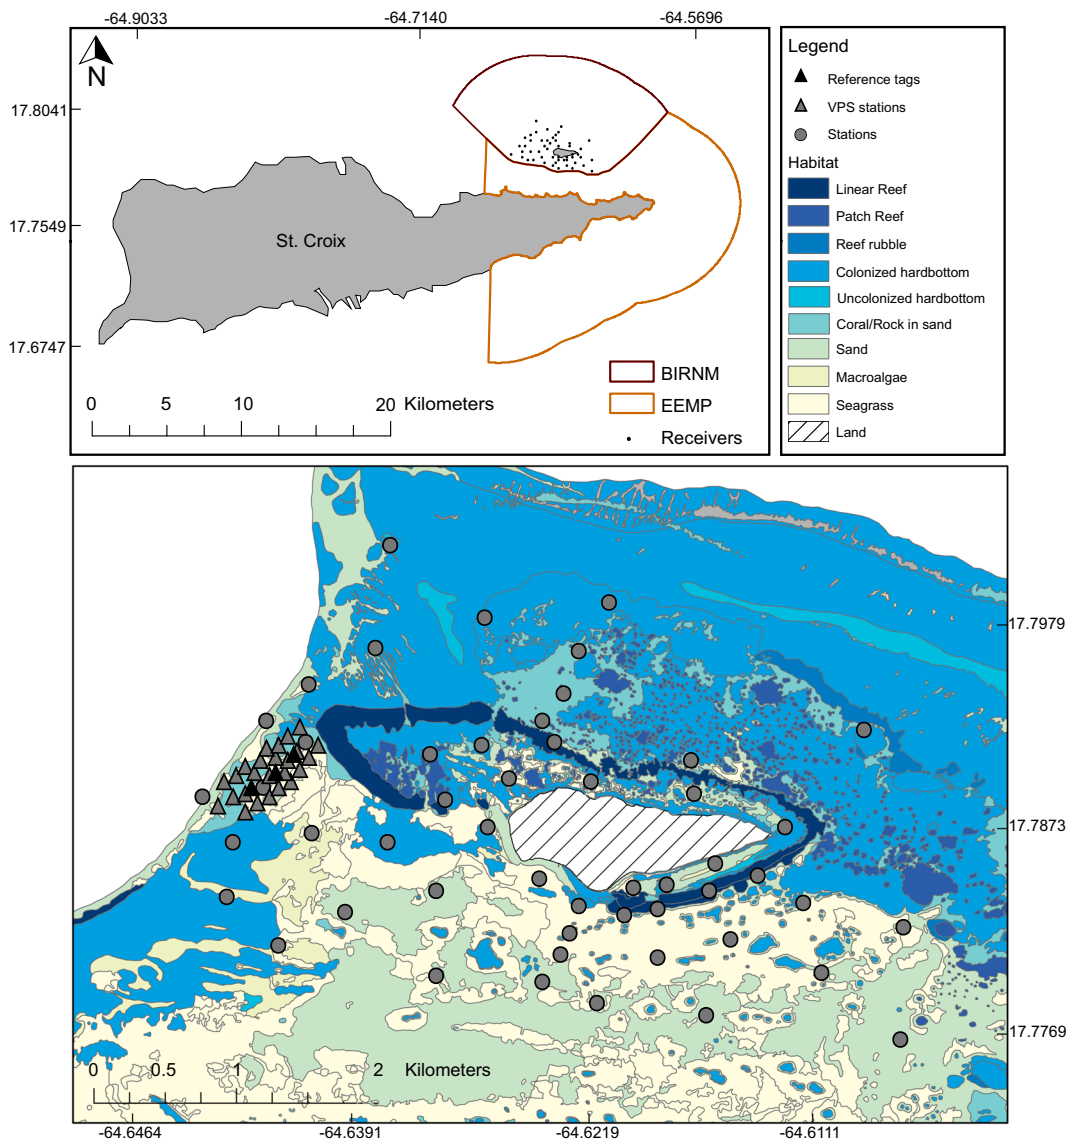 -64.9033
-64.7140
-64.5696
N
17.8041
17.7549
17.6747
St. Croix
BIRNM
EEMP
Receivers
0 5 10 20 Kilometers
Legend
Reference tags
VPS stations
Stations
Habitat
Linear Reef
Patch Reef
Reef rubble
Colonized hardbottom
Uncolonized hardbottom
Coral/Rock in sand
Sand
Macroalgae
Seagrass
Land
17.7979
17.7873
17.7769
0 0.5 1 2 Kilometers
-64.6464
-64.6391
-64.6219
-64.6111